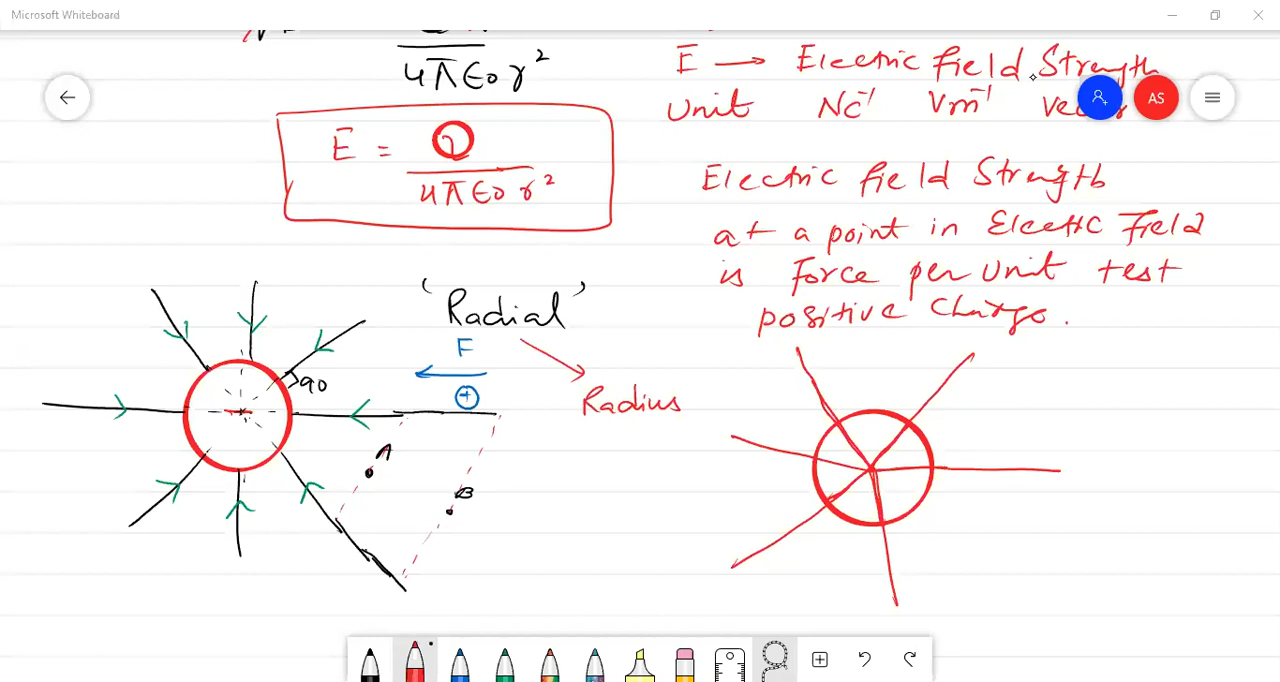 Microsoft Whiteboard
4πϵ0r²
E → Electric Field Strength
Unit NC⁻¹ Vm⁻¹
AS
E = Q
4πϵ0r²
Electric Field Strength
at a point in Electric Field
is Force per Unit test
positive Charge.
'Radial'
F
+
90
Radius
A
B